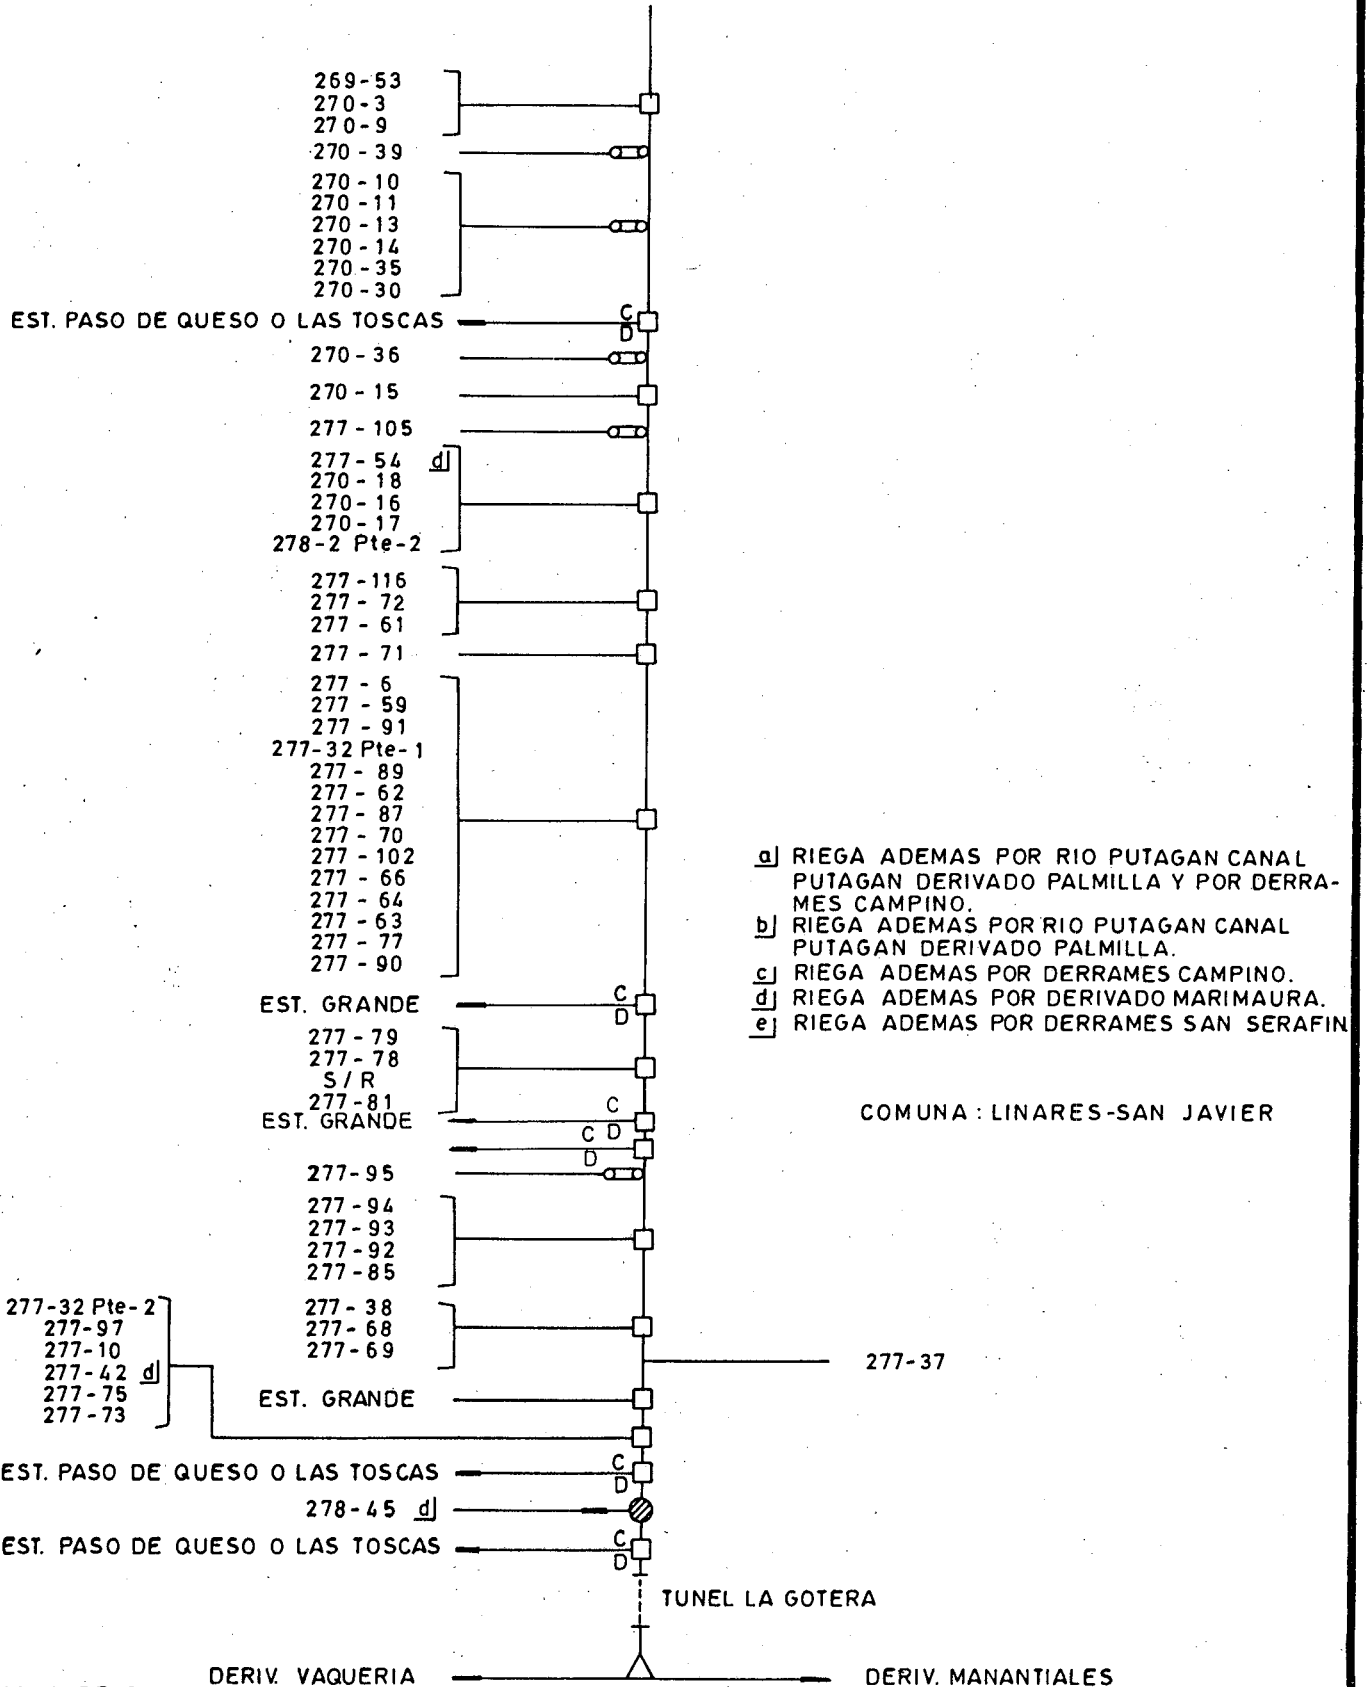 269-53
270-3
270-9
270-39
270-10
270-11
270-13
270-14
270-35
270-30
EST. PASO DE QUESO O LAS TOSCAS
C
D
270-36
270-15
277-105
277-54 d
270-18
270-16
270-17
278-2 Pte-2
277-116
277-72
277-61
277-71
277-6
277-59
277-91
277-32 Pte-1
277-89
277-62
277-87
277-70
277-102
277-66
277-64
277-63
277-77
277-90
a RIEGA ADEMAS POR RIO PUTAGAN CANAL
PUTAGAN DERIVADO PALMILLA Y POR DERRA-
MES CAMPINO.
b RIEGA ADEMAS POR RIO PUTAGAN CANAL
PUTAGAN DERIVADO PALMILLA.
c RIEGA ADEMAS POR DERRAMES CAMPINO.
d RIEGA ADEMAS POR DERIVADO MARIMAURA.
e RIEGA ADEMAS POR DERRAMES SAN SERAFIN
EST. GRANDE
C
D
277-79
277-78
S/R
277-81
EST. GRANDE
C
D
C
D
COMUNA: LINARES-SAN JAVIER
277-95
277-94
277-93
277-92
277-85
277-32 Pte-2
277-97
277-10
277-42 d
277-75
277-73
277-38
277-68
277-69
277-37
EST. GRANDE
EST. PASO DE QUESO O LAS TOSCAS
C
D
278-45 d
EST. PASO DE QUESO O LAS TOSCAS
C
D
TUNEL LA GOTERA
DERIV. VAQUERIA
DERIV. MANANTIALES